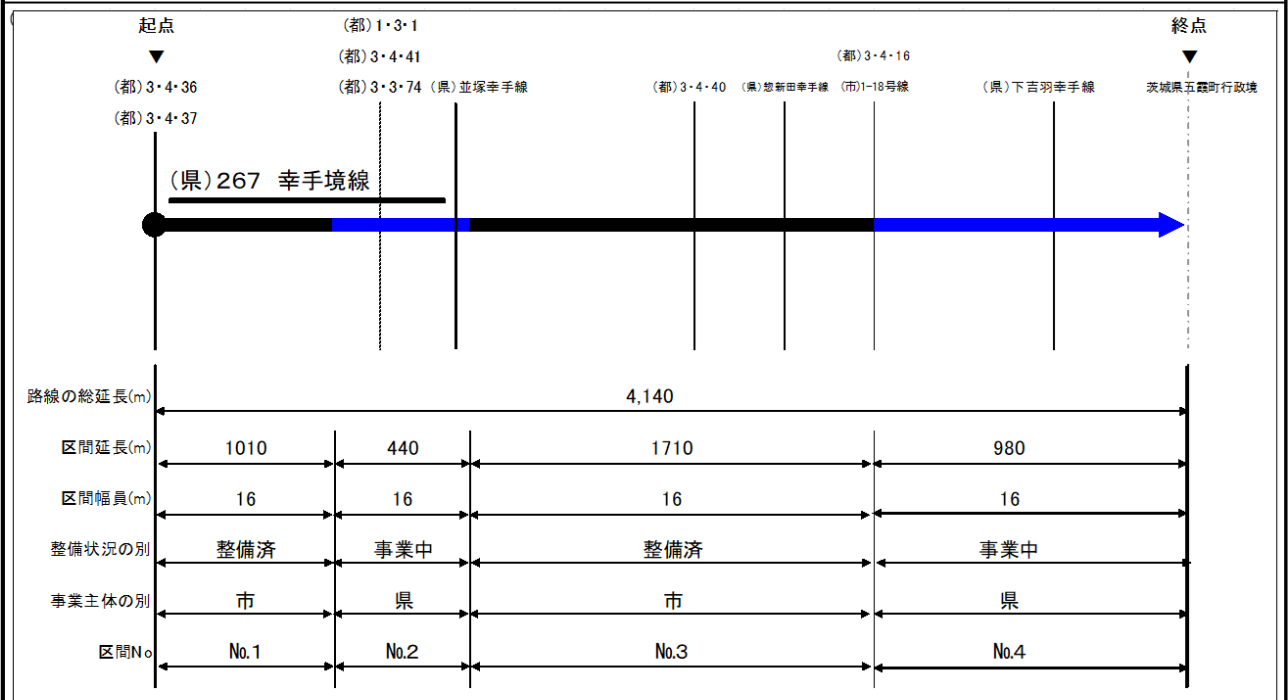 起点
(都)1・3・1
終点
▼
(都)3・4・41
(都)3・4・16
▼
(都)3・4・36
(都)3・3・74
(県)並塚幸手線
(都)3・4・40
(県)惣新田幸手線
(市)1-18号線
(県)下吉羽幸手線
茨城県五霞町行政境
(都)3・4・37
(県)267 幸手境線
路線の総延長(m) 4,140
区間延長(m) 1010 440 1710 980
区間幅員(m) 16 16 16 16
整備状況の別 整備済 事業中 整備済 事業中
事業主体の別 市 県 市 県
区間No No.1 No.2 No.3 No.4